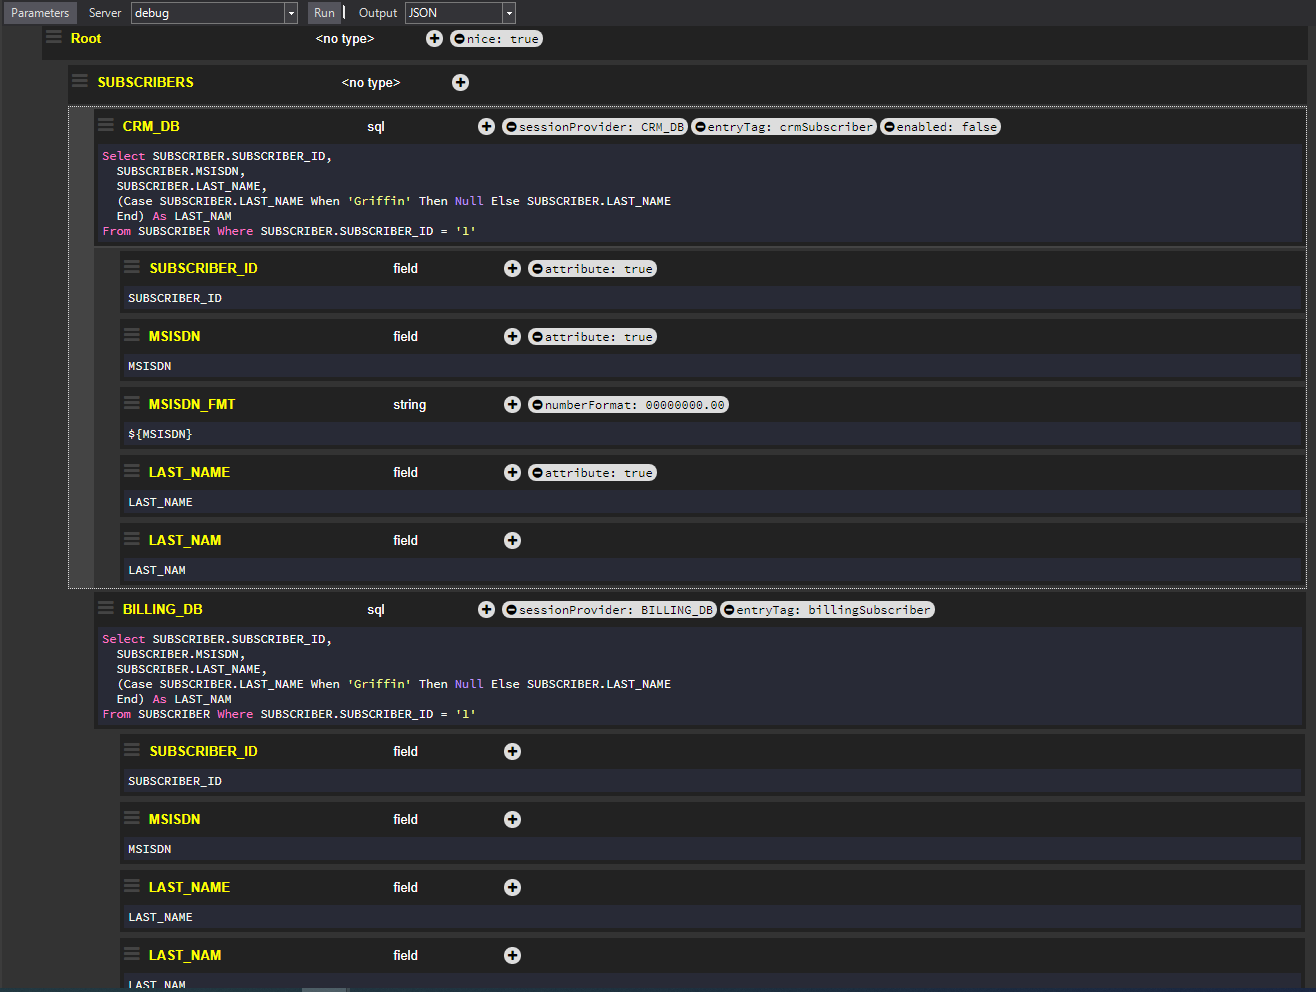 Parameters Server debug Run Output JSON
Root <no type> nice: true
SUBSCRIBERS <no type>
CRM_DB sql sessionProvider: CRM_DB entryTag: crmSubscriber enabled: false
Select SUBSCRIBER.SUBSCRIBER_ID,
SUBSCRIBER.MSISDN,
SUBSCRIBER.LAST_NAME,
(Case SUBSCRIBER.LAST_NAME When 'Griffin' Then Null Else SUBSCRIBER.LAST_NAME
End) As LAST_NAM
From SUBSCRIBER Where SUBSCRIBER.SUBSCRIBER_ID = '1'
SUBSCRIBER_ID field attribute: true
SUBSCRIBER_ID
MSISDN field attribute: true
MSISDN
MSISDN_FMT string numberFormat: 00000000.00
${MSISDN}
LAST_NAME field attribute: true
LAST_NAME
LAST_NAM field
LAST_NAM
BILLING_DB sql sessionProvider: BILLING_DB entryTag: billingSubscriber
Select SUBSCRIBER.SUBSCRIBER_ID,
SUBSCRIBER.MSISDN,
SUBSCRIBER.LAST_NAME,
(Case SUBSCRIBER.LAST_NAME When 'Griffin' Then Null Else SUBSCRIBER.LAST_NAME
End) As LAST_NAM
From SUBSCRIBER Where SUBSCRIBER.SUBSCRIBER_ID = '1'
SUBSCRIBER_ID field
SUBSCRIBER_ID
MSISDN field
MSISDN
LAST_NAME field
LAST_NAME
LAST_NAM field
LAST_NAM